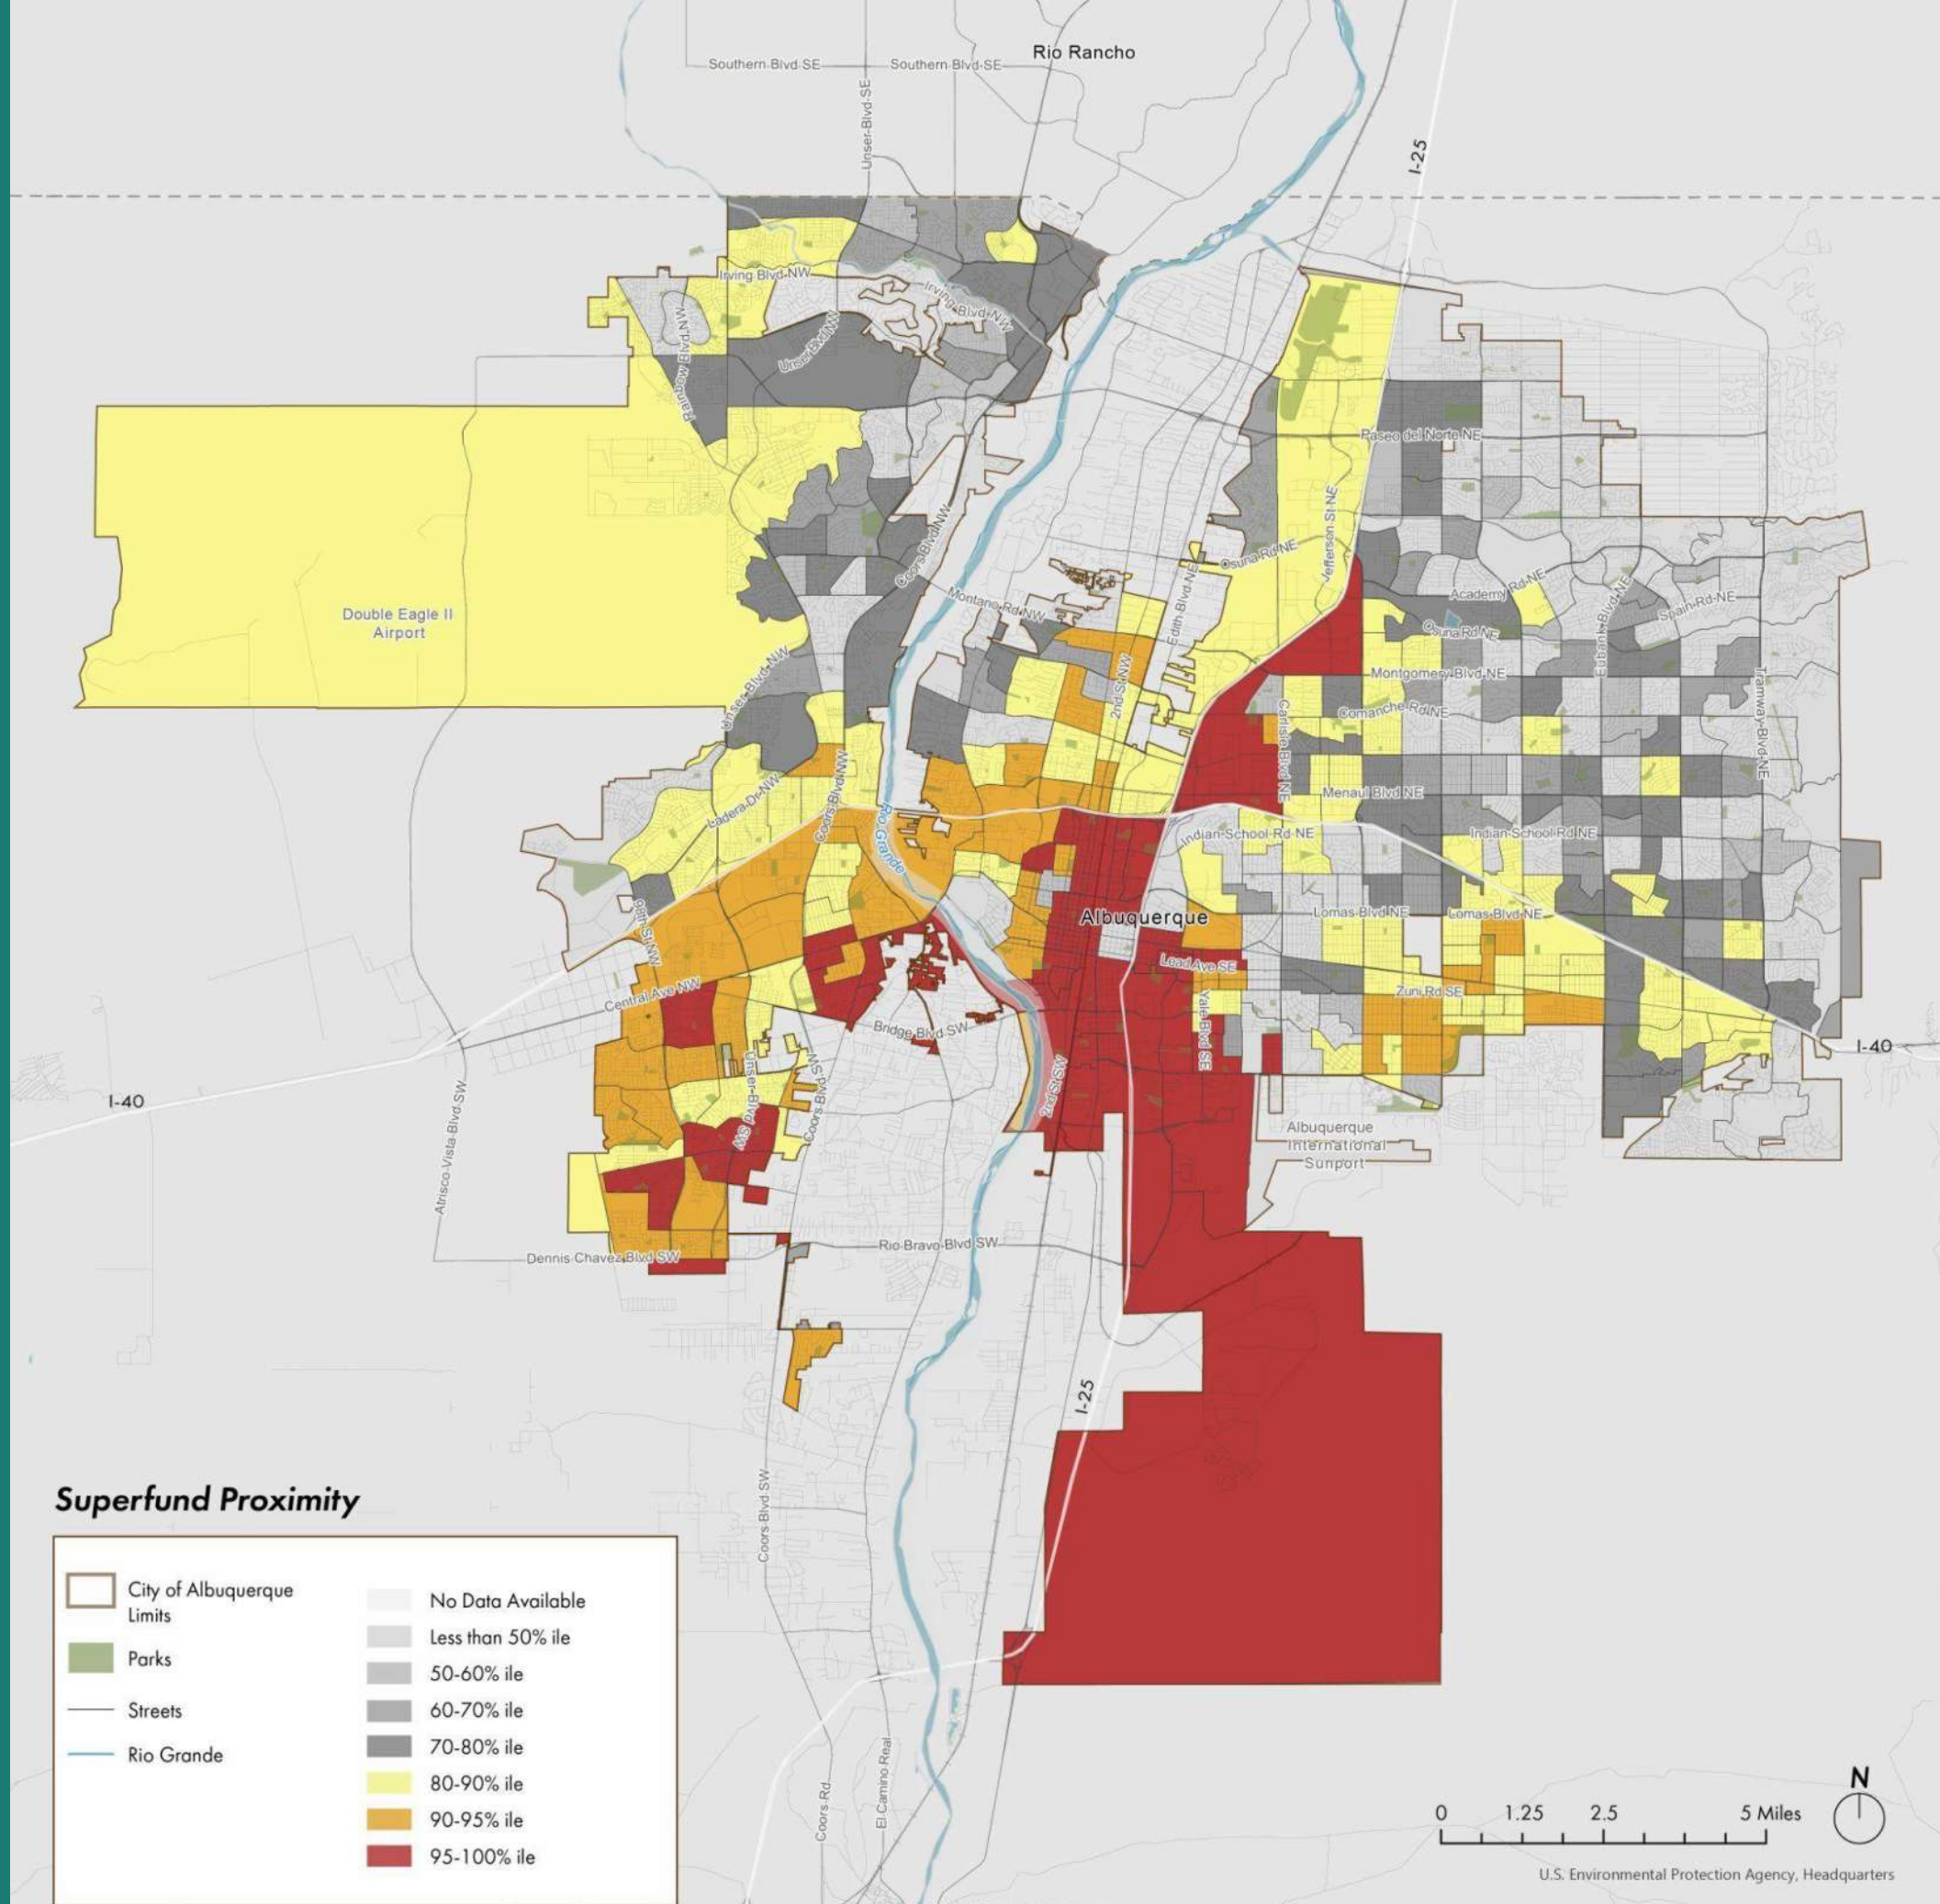 Rio Rancho
Southern Blvd SE
Southern Blvd SE
Unser Blvd SE
I-25
Irving Blvd NW
Irving Blvd NW
Rainbow Blvd NW
Unser Blvd NW
Paseo del Norte NE
Jefferson St NE
Coors Blvd NW
Osuna Rd NE
Academy Rd NE
Edith Blvd NE
Montano Rd NW
Eubank Blvd NE
Spain Rd NE
Double Eagle II
Airport
Osuna Rd NE
Unser Blvd NW
2nd St NW
Montgomery Blvd NE
Carlisle Blvd NE
Comanche Rd NE
Tramway Blvd NE
Ladera Dr NW
Coors Blvd NW
Rio Grande
Menaul Blvd NE
Indian School Rd NE
Indian School Rd NE
98th St NW
Albuquerque
Lomas Blvd NE
Lomas Blvd NE
Lead Ave SE
Central Ave NW
Yale Blvd SE
Zuni Rd SE
Bridge Blvd SW
I-40
I-40
Unser Blvd SW
Coors Blvd SW
2nd St SW
Atrisco Vista Blvd SW
Albuquerque
International
Sunport
Rio Bravo Blvd SW
Dennis Chavez Blvd SW
I-25
Coors Blvd SW
El Camino Real
Coors Rd
Superfund Proximity
City of Albuquerque
Limits
Parks
Streets
Rio Grande
No Data Available
Less than 50% ile
50-60% ile
60-70% ile
70-80% ile
80-90% ile
90-95% ile
95-100% ile
N
0 1.25 2.5 5 Miles
U.S. Environmental Protection Agency, Headquarters